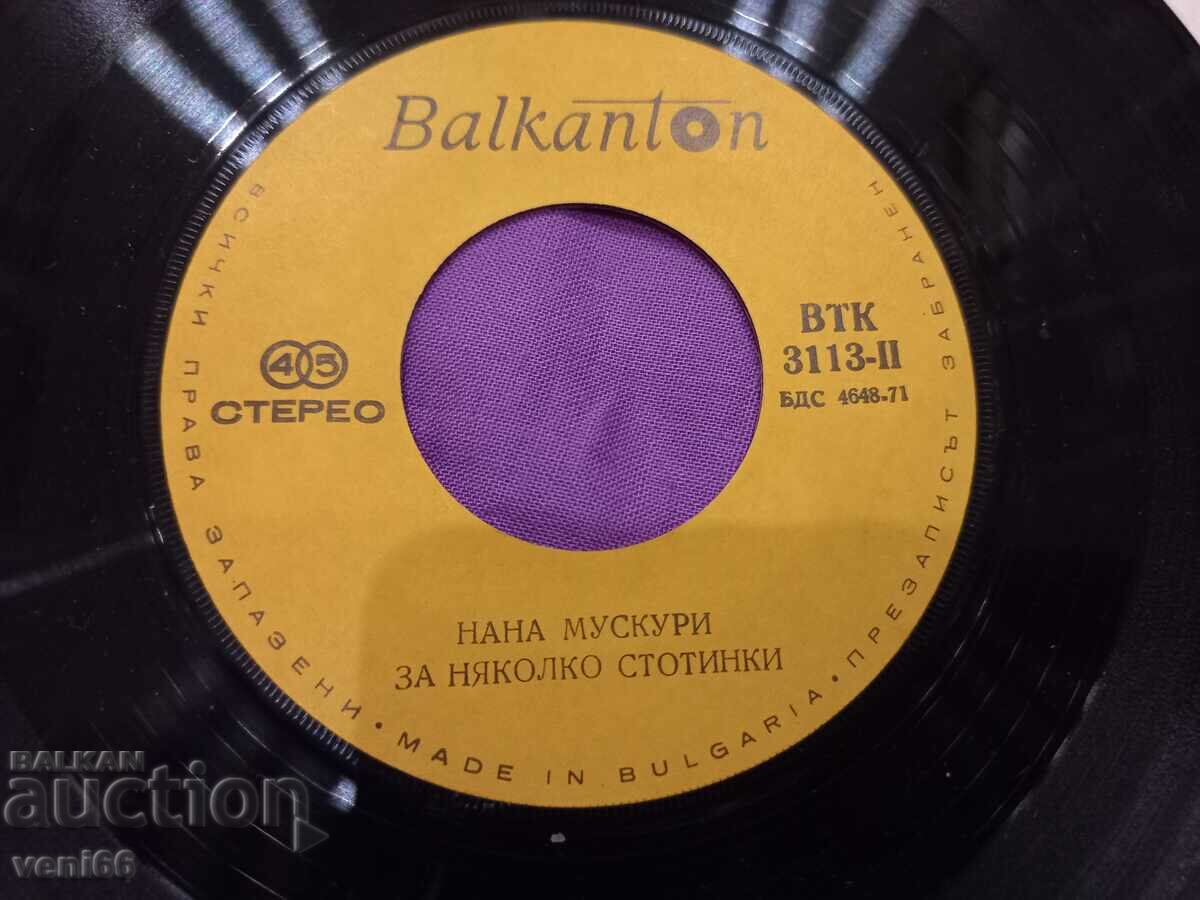 Balkanton
ВСИЧКИ ПРАВА ЗАПАЗЕНИ • MADE IN BULGARIA • ПРЕЗАПИСЪТ ЗАБРАНЕН
45
СТЕРЕО
ВТК
3113-II
БДС 4648-71
НАНА МУСКУРИ
ЗА НЯКОЛКО СТОТИНКИ
BALKAN
auction
veni66